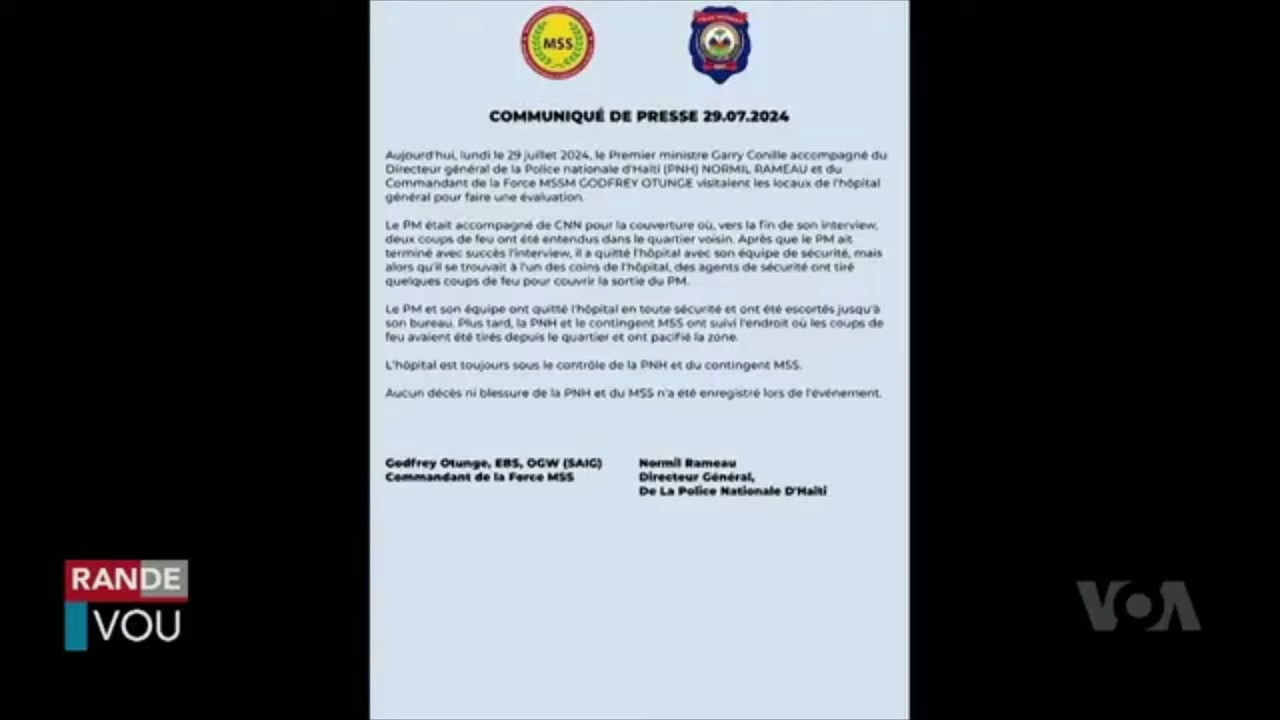 MSS
COMMUNIQUÉ DE PRESSE 29.07.2024
Aujourd'hui, lundi le 29 juillet 2024, le Premier ministre Garry Conille accompagné du
Directeur général de la Police nationale d'Haïti (PNH) NORMIL RAMEAU et du
Commandant de la Force MSSM GODFREY OTUNGE visitaient les locaux de l'hôpital
général pour faire une évaluation.
Le PM était accompagné de CNN pour la couverture où, vers la fin de son interview,
deux coups de feu ont été entendus dans le quartier voisin. Après que le PM ait
terminé avec succès l'interview, il a quitté l'hôpital avec son équipe de sécurité, mais
alors qu'il se trouvait à l'un des coins de l'hôpital, des agents de sécurité ont tiré
quelques coups de feu pour couvrir la sortie du PM.
Le PM et son équipe ont quitté l'hôpital en toute sécurité et ont été escortés jusqu'à
son bureau. Plus tard, la PNH et le contingent MSS ont suivi l'endroit où les coups de
feu avaient été tirés depuis le quartier et ont pacifié la zone.
L'hôpital est toujours sous le contrôle de la PNH et du contingent MSS.
Aucun décès ni blessure de la PNH et du MSS n'a été enregistré lors de l'événement.
Godfrey Otunge, EBS, OGW (SAIG)
Commandant de la Force MSS
Normil Rameau
Directeur Général,
De La Police Nationale D'Haïti
RANDE
VOU
VOA